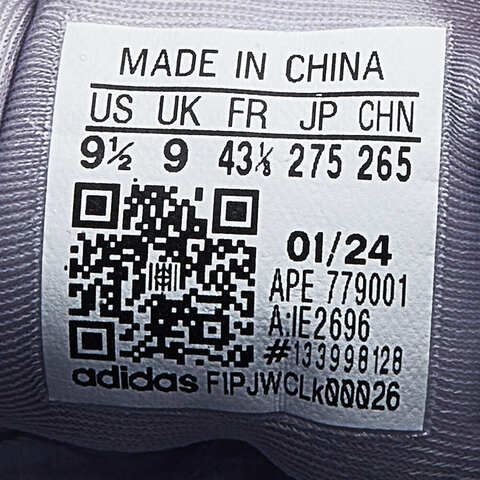 MADE IN CHINA
US UK FR JP CHN
9½ 9 43⅓ 275 265
01/24
APE 779001
A:IE2696
#133998128
adidas F1PJWCLk00026